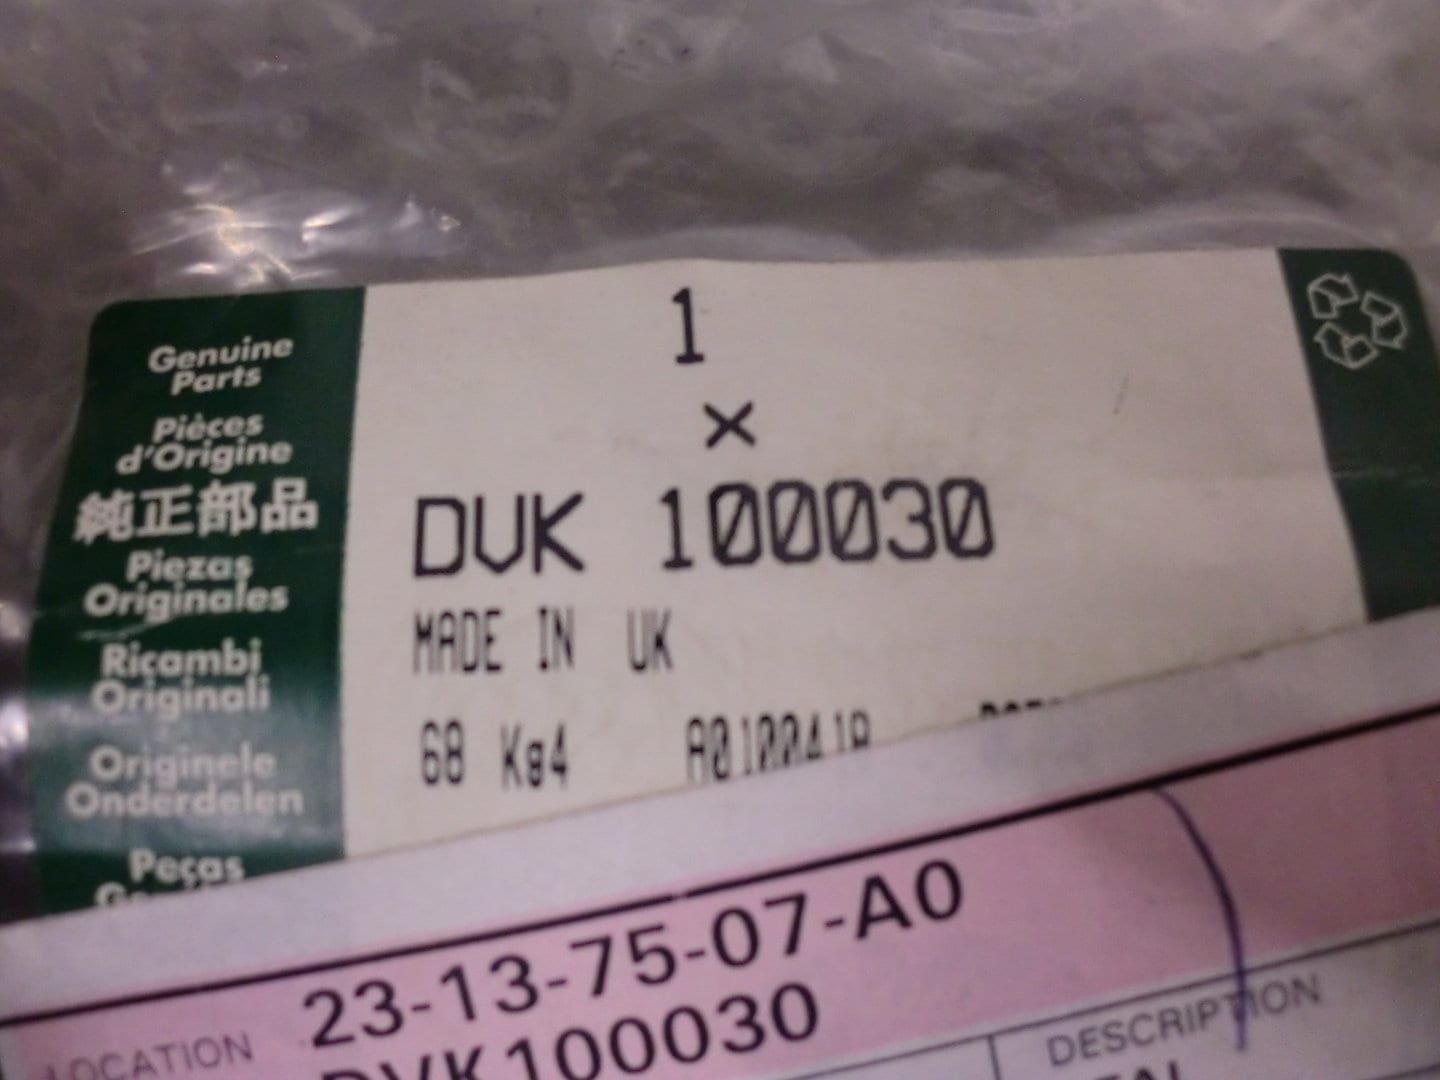 Genuine
Parts
Pièces
d'Origine
純正部品
Piezas
Originales
Ricambi
Originali
Originele
Onderdelen
Peças
1
×
DVK 100030
MADE IN UK
68 Kg4
23-13-75-07-A0
LOCATION
DVK100030
DESCRIPTION